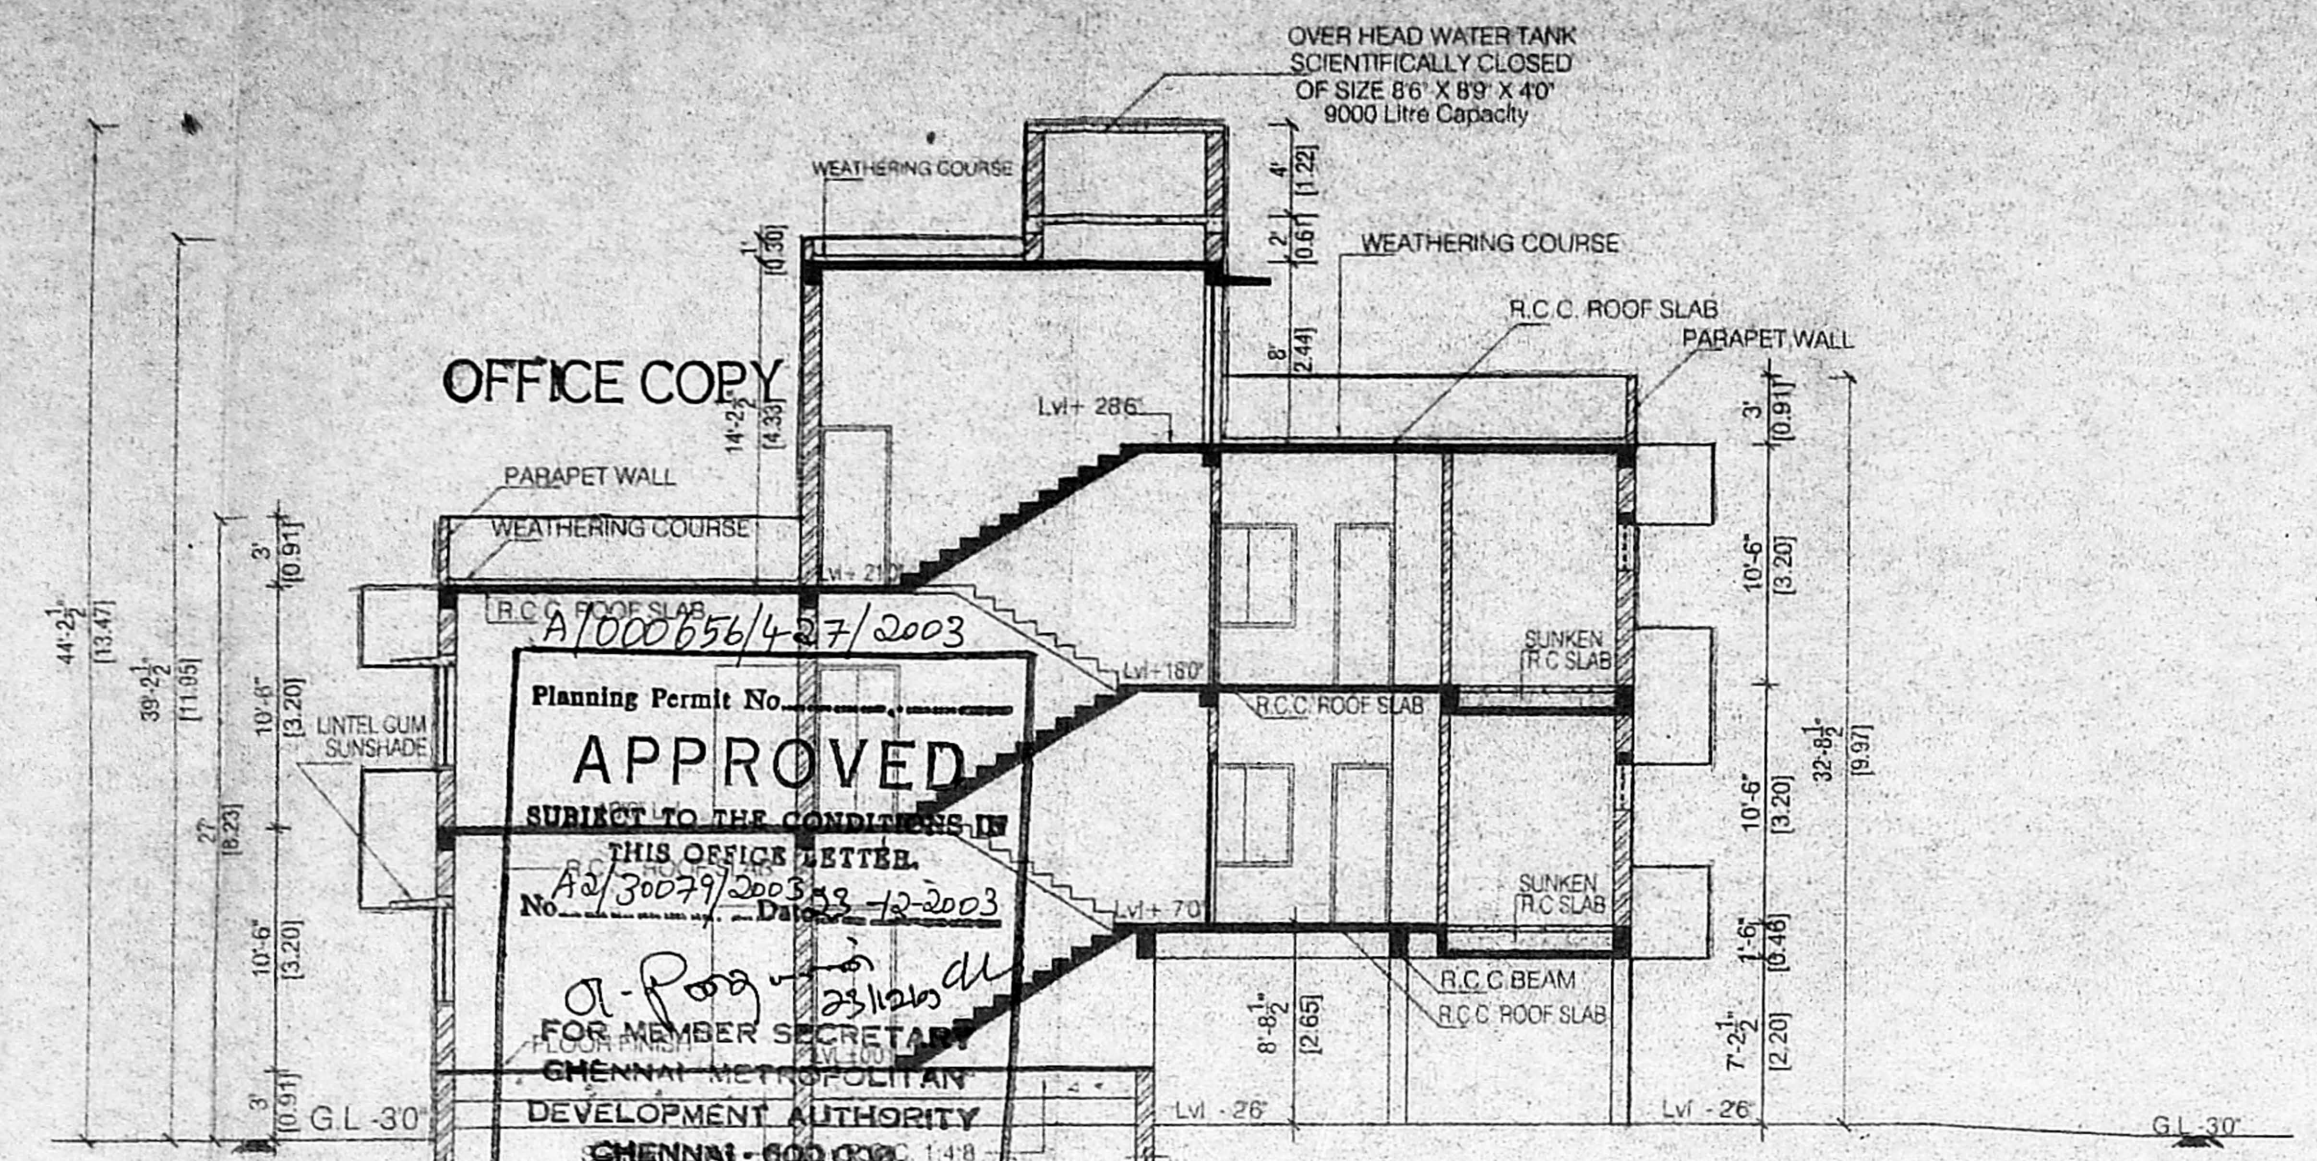 OVER HEAD WATER TANK
SCIENTIFICALLY CLOSED
OF SIZE 8'6" X 8'9" X 4'0"
9000 Litre Capacity
WEATHERING COURSE
4'
[1.22]
1'
[0.30]
2'
[0.61]
WEATHERING COURSE
R.C.C. ROOF SLAB
PARAPET WALL
8'
2.44]
OFFICE COPY
14'-2½"
[4.33]
Lvl+ 28'6"
3'
[0.91]
PARAPET WALL
WEATHERING COURSE
3'
[0.91]
Lvl+ 21'0"
R.C.C. ROOF SLAB
A/000656/427/2003
10'-6"
[3.20]
44'-2½"
[13.47]
39'-2½"
[11.95]
27'
[8.23]
10'-6"
[3.20]
LINTEL CUM
SUNSHADE
Planning Permit No.
APPROVED
SUBJECT TO THE CONDITIONS IN
THIS OFFICE LETTER.
No. A2/30079/2003 Date 23-12-2003
Lvl+18'0"
R.C.C. ROOF SLAB
SUNKEN
R.C SLAB
10'-6"
[3.20]
32'-8½"
[9.97]
SUNKEN
R.C SLAB
Lvl+ 7'0"
1'-6"
[0.46]
R.C.C.BEAM
R.C.C. ROOF SLAB
8'-8½"
[2.65]
7'-2½"
[2.20]
10'-6"
[3.20]
FOR MEMBER SECRETARY
FLOOR FINISH
CHENNAI METROPOLITAN
DEVELOPMENT AUTHORITY
CHENNAI - 600 008
1:4:8
3'
[0.91]
G.L -3'0"
Lvl - 2'6"
Lvl - 2'6"
G.L -3'0"